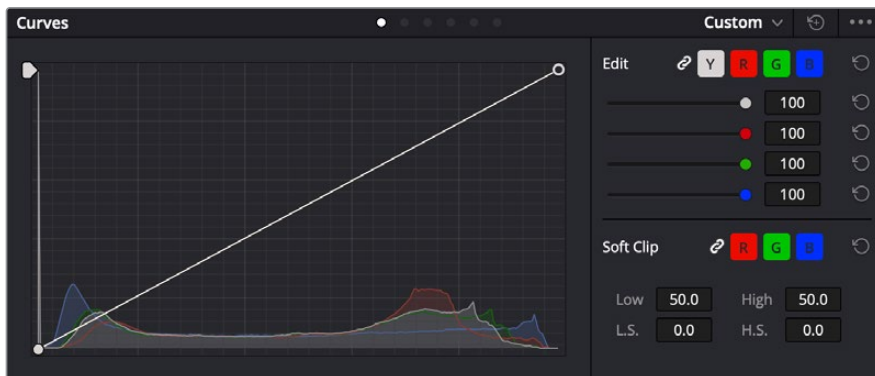 Curves Custom
Edit Y R G B
100
100
100
100
Soft Clip R G B
Low 50.0 High 50.0
L.S. 0.0 H.S. 0.0